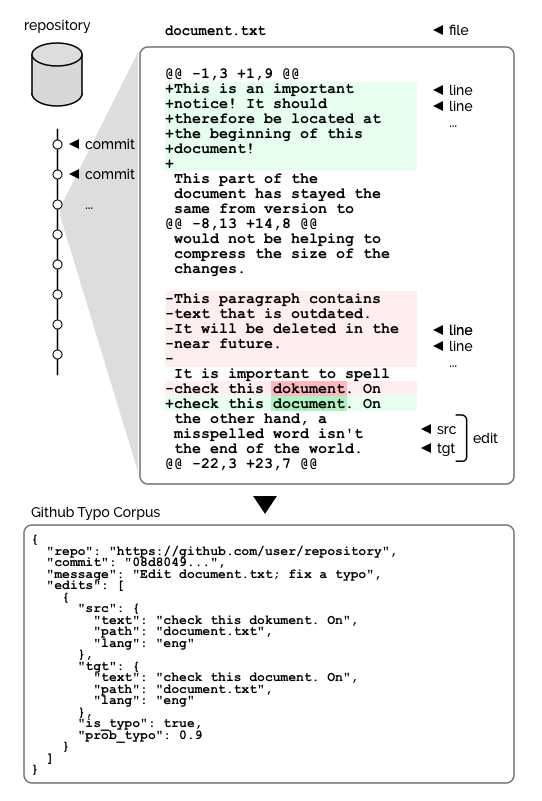 repository
document.txt
◄ file
@@ -1,3 +1,9 @@
+This is an important
◄ line
+notice! It should
◄ line
+therefore be located at
...
+the beginning of this
+document!
◄ commit
+
◄ commit
 This part of the
 document has stayed the
...
 same from version to
@@ -8,13 +14,8 @@
 would not be helping to
 compress the size of the
 changes.
-This paragraph contains
-text that is outdated.
-It will be deleted in the
◄ line
-near future.
◄ line
-
...
 It is important to spell
-check this dokument. On
+check this document. On
 the other hand, a
 misspelled word isn't
◄ src
edit
 the end of the world.
◄ tgt
@@ -22,3 +23,7 @@
Github Typo Corpus
{
  "repo": "https://github.com/user/repository",
  "commit": "08d8049...",
  "message": "Edit document.txt; fix a typo",
  "edits": [
    {
      "src": {
        "text": "check this dokument. On",
        "path": "document.txt",
        "lang": "eng"
      },
      "tgt": {
        "text": "check this document. On",
        "path": "document.txt",
        "lang": "eng"
      },
      "is_typo": true,
      "prob_typo": 0.9
    }
  ]
}